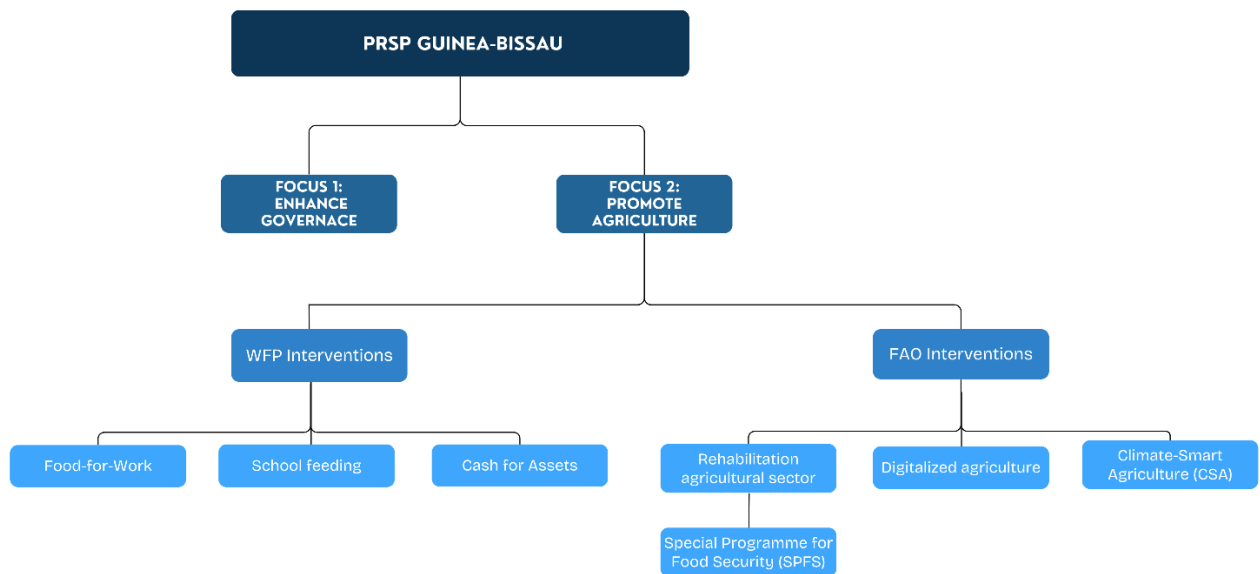 PRSP GUINEA-BISSAU
FOCUS 1:
ENHANCE
GOVERNACE
FOCUS 2:
PROMOTE
AGRICULTURE
WFP Interventions
FAO Interventions
Food-for-Work
School feeding
Cash for Assets
Rehabilitation
agricultural sector
Digitalized agriculture
Climate-Smart
Agriculture (CSA)
Special Programme for
Food Security (SPFS)